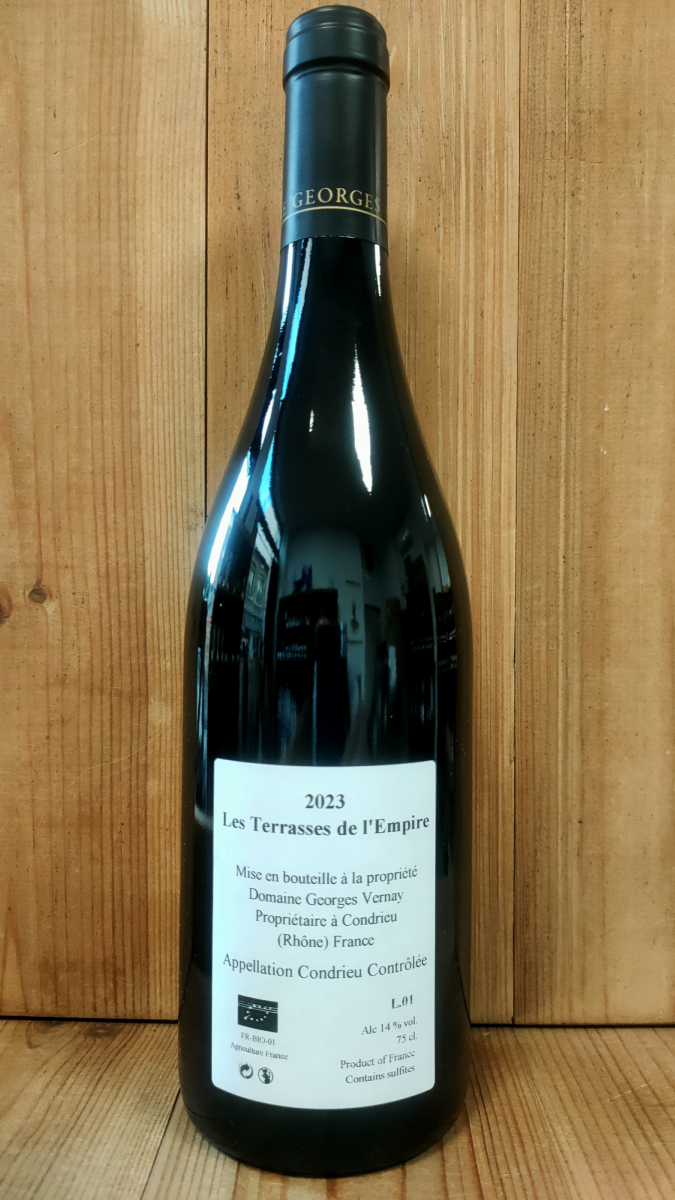 GEORGES
2023
Les Terrasses de l'Empire
Mise en bouteille à la propriété
Domaine Georges Vernay
Propriétaire à Condrieu
(Rhône) France
Appellation Condrieu Contrôlée
L.01
Alc 14 % vol.
75 cl.
FR-BIO-01
Agriculture France
Product of France
Contains sulfites